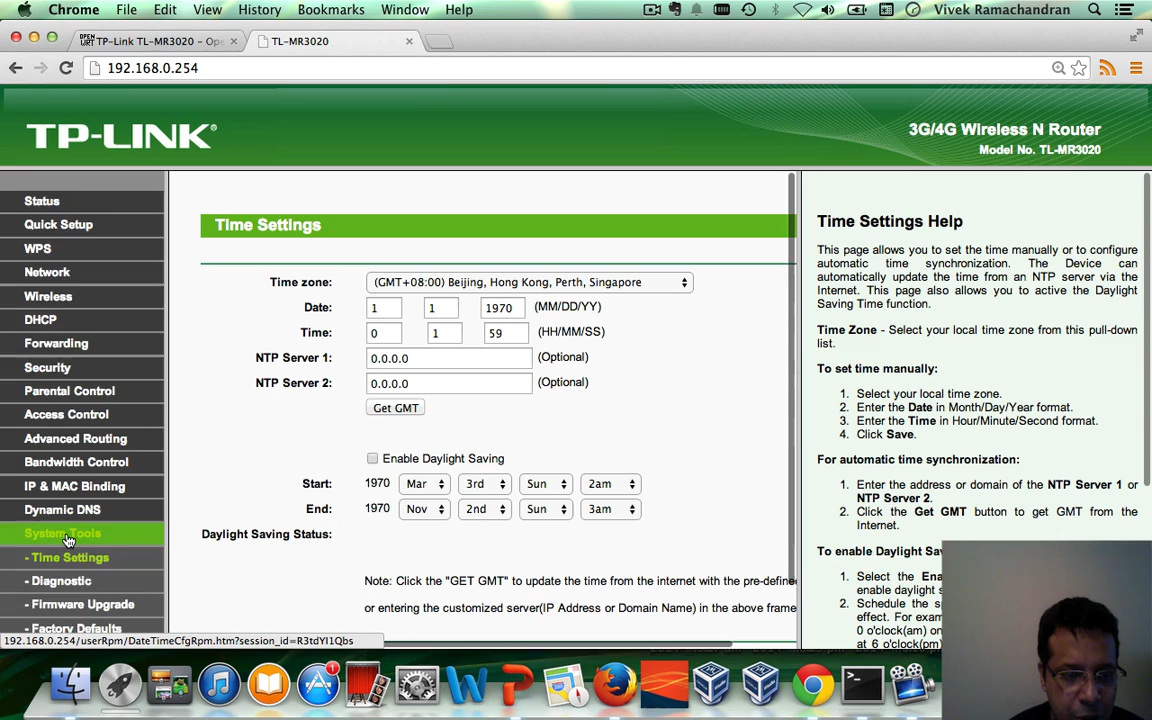 Chrome File Edit View History Bookmarks Window Help Vivek Ramachandran
TP-Link TL-MR3020 - Ope
TL-MR3020
192.168.0.254
TP-LINK®
3G/4G Wireless N Router
Model No. TL-MR3020
Status
Quick Setup
WPS
Network
Wireless
DHCP
Forwarding
Security
Parental Control
Access Control
Advanced Routing
Bandwidth Control
IP & MAC Binding
Dynamic DNS
System Tools
- Time Settings
- Diagnostic
- Firmware Upgrade
- Factory Defaults
192.168.0.254/userRpm/DateTimeCfgRpm.htm?session_id=R3tdYI1Qbs
Time Settings
Time zone: (GMT+08:00) Beijing, Hong Kong, Perth, Singapore
Date: 1 1 1970 (MM/DD/YY)
Time: 0 1 59 (HH/MM/SS)
NTP Server 1: 0.0.0.0 (Optional)
NTP Server 2: 0.0.0.0 (Optional)
Get GMT
Enable Daylight Saving
Start: 1970 Mar 3rd Sun 2am
End: 1970 Nov 2nd Sun 3am
Daylight Saving Status:
Note: Click the "GET GMT" to update the time from the internet with the pre-define
or entering the customized server(IP Address or Domain Name) in the above frame
Time Settings Help
This page allows you to set the time manually or to configure
automatic time synchronization. The Device can
automatically update the time from an NTP server via the
Internet. This page also allows you to active the Daylight
Saving Time function.
Time Zone - Select your local time zone from this pull-down
list.
To set time manually:
1. Select your local time zone.
2. Enter the Date in Month/Day/Year format.
3. Enter the Time in Hour/Minute/Second format.
4. Click Save.
For automatic time synchronization:
1. Enter the address or domain of the NTP Server 1 or
NTP Server 2.
2. Click the Get GMT button to get GMT from the
Internet.
To enable Daylight Sav
1. Select the Ena
enable daylight s
2. Schedule the s
effect. For exam
0 o'clock(am) on
at 6 o'clock(pm)
1